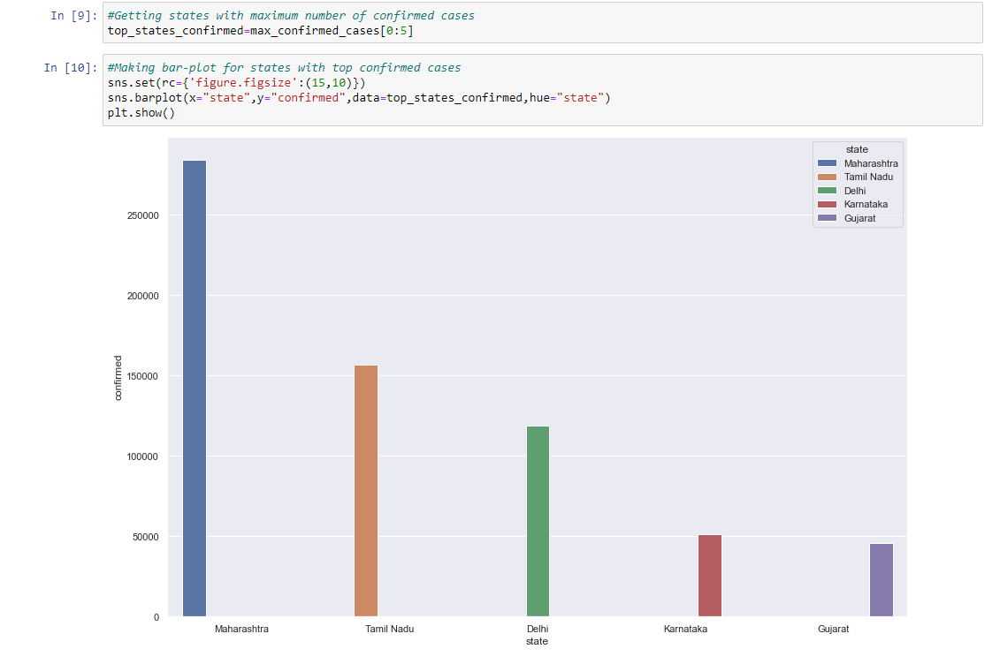 In [9]: #Getting states with maximum number of confirmed cases
top_states_confirmed=max_confirmed_cases[0:5]
In [10]: #Making bar-plot for states with top confirmed cases
sns.set(rc={'figure.figsize':(15,10)})
sns.barplot(x="state",y="confirmed",data=top_states_confirmed,hue="state")
plt.show()
state
Maharashtra
Tamil Nadu
Delhi
Karnataka
Gujarat
250000
200000
150000
100000
50000
0
confirmed
Maharashtra Tamil Nadu Delhi Karnataka Gujarat
state